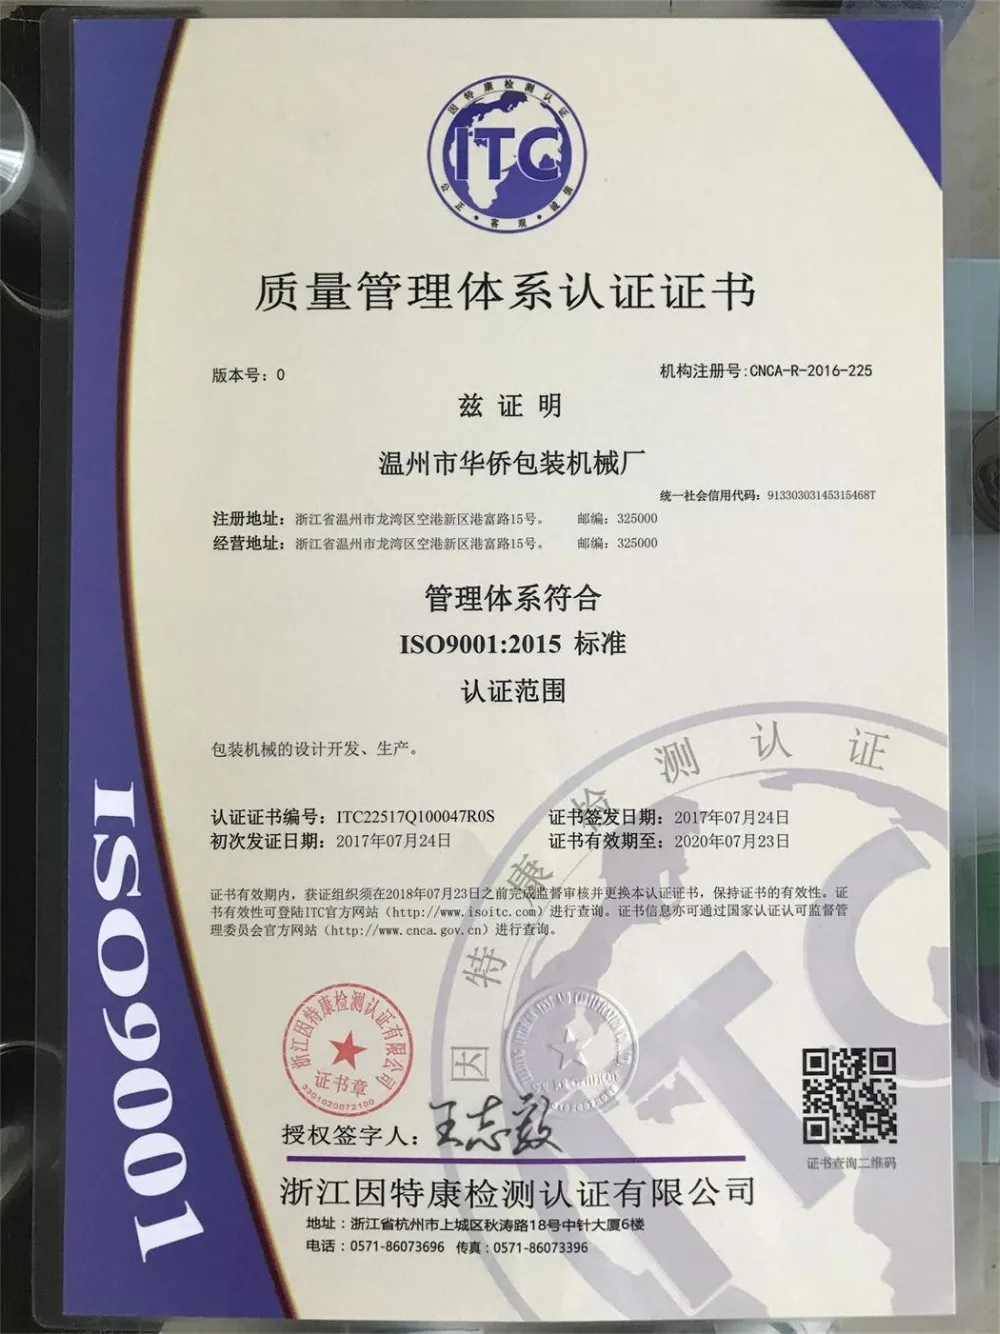 因特康检测认证
ITC
公正·客观·诚信
质量管理体系认证证书
版本号：0
机构注册号:CNCA-R-2016-225
兹 证 明
温州市华侨包装机械厂
统一社会信用代码：91330303145315468T
注册地址：浙江省温州市龙湾区空港新区港富路15号。 邮编：325000
经营地址：浙江省温州市龙湾区空港新区港富路15号。 邮编：325000
管理体系符合
ISO9001:2015 标准
认证范围
包装机械的设计开发、生产。
认证证书编号：ITC22517Q100047R0S 证书签发日期：2017年07月24日
初次发证日期：2017年07月24日 证书有效期至：2020年07月23日
证书有效期内，获证组织须在2018年07月23日之前完成监督审核并更换本认证证书，保持证书的有效性。证
书有效性可登陆ITC官方网站（http://www.isoitc.com）进行查询。证书信息亦可通过国家认证认可监督管
理委员会官方网站（http://www.cnca.gov.cn）进行查询。
因特康检测认证
ITC
浙江因特康检测认证有限公司
证书章
3301020072100
授权签字人：王志毅
证书查询二维码
浙江因特康检测认证有限公司
地址：浙江省杭州市上城区秋涛路18号中针大厦6楼
电话：0571-86073696 传真：0571-86073396
ISO9001